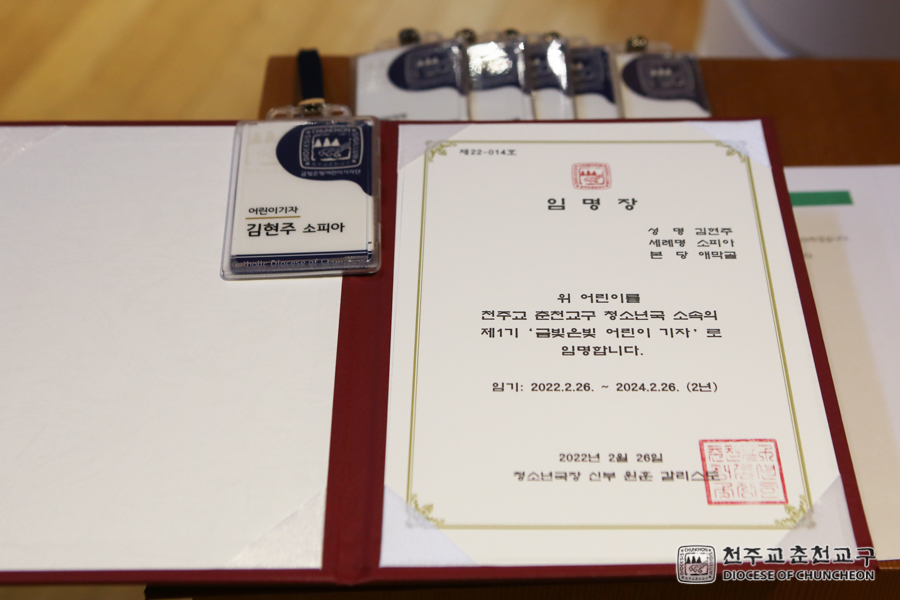 어린이기자
김현주 소피아
제22-014호
임명장
성 명 김현주
세례명 소피아
본 당 애막골
위 어린이를
천주교 춘천교구 청소년국 소속의
제1기 '금빛은빛 어린이 기자' 로
임명합니다.
임기: 2022.2.26. ~ 2024.2.26. (2년)
2022년 2월 26일
청소년국장 신부 원훈 갈리스도
천주교춘천교구
DIOCESE OF CHUNCHEON